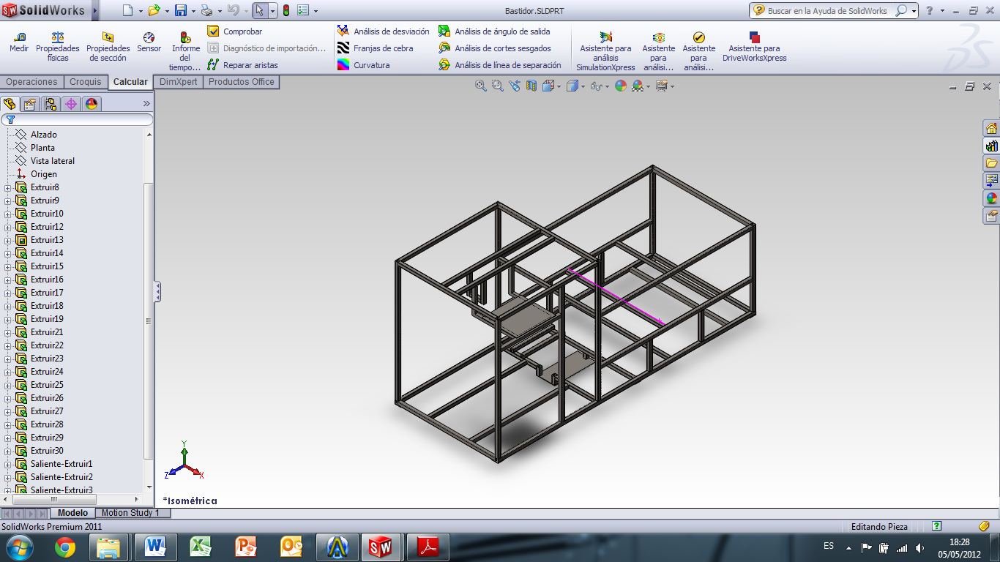 SolidWorks
Bastidor.SLDPRT
Buscar en la Ayuda de SolidWorks
Medir
Propiedades físicas
Propiedades de sección
Sensor
Informe del tiempo...
Comprobar
Diagnóstico de importación...
Reparar aristas
Análisis de desviación
Franjas de cebra
Curvatura
Análisis de ángulo de salida
Análisis de cortes sesgados
Análisis de línea de separación
Asistente para análisis SimulationXpress
Asistente para análisi...
Asistente para análisi...
Asistente para DriveWorksXpress
Operaciones
Croquis
Calcular
DimXpert
Productos Office
Alzado
Planta
Vista lateral
Origen
Extruir8
Extruir9
Extruir10
Extruir12
Extruir13
Extruir14
Extruir15
Extruir16
Extruir17
Extruir18
Extruir19
Extruir21
Extruir22
Extruir23
Extruir24
Extruir25
Extruir26
Extruir27
Extruir28
Extruir29
Extruir30
Saliente-Extruir1
Saliente-Extruir2
Saliente-Extruir3
Y
Z
X
*Isométrica
Modelo
Motion Study 1
SolidWorks Premium 2011
Editando Pieza
ES
18:28
05/05/2012